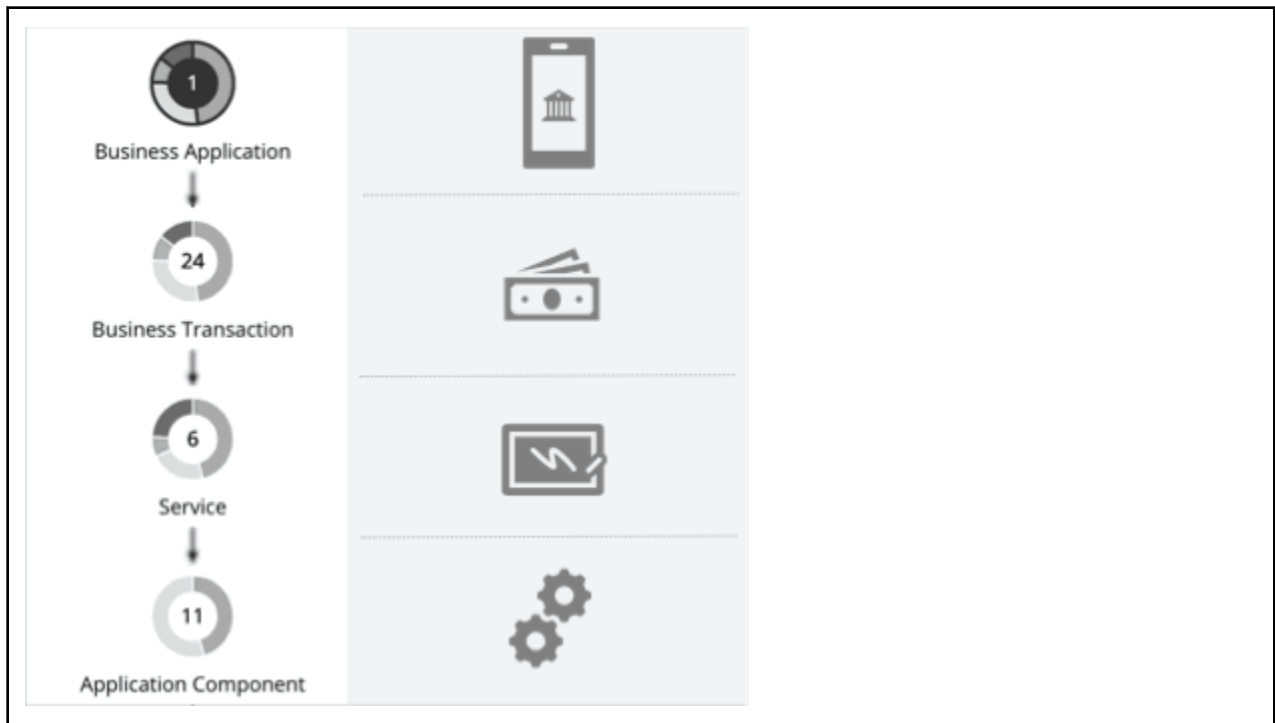 1
Business Application
24
Business Transaction
6
Service
11
Application Component